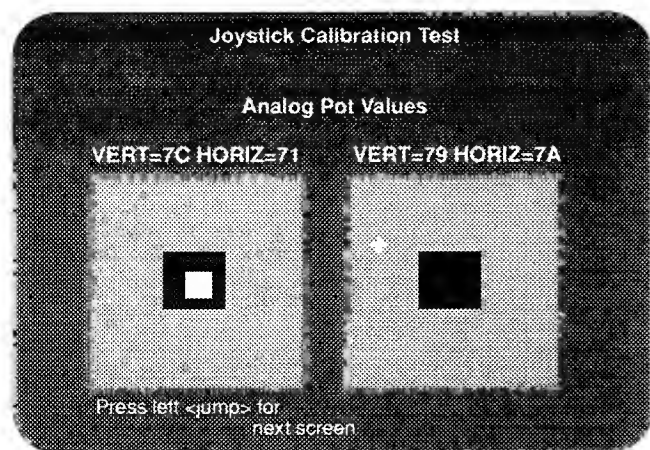 Joystick Calibration Test
Analog Pot Values
VERT=7C HORIZ=71 VERT=79 HORIZ=7A
Press left <jump> for
next screen